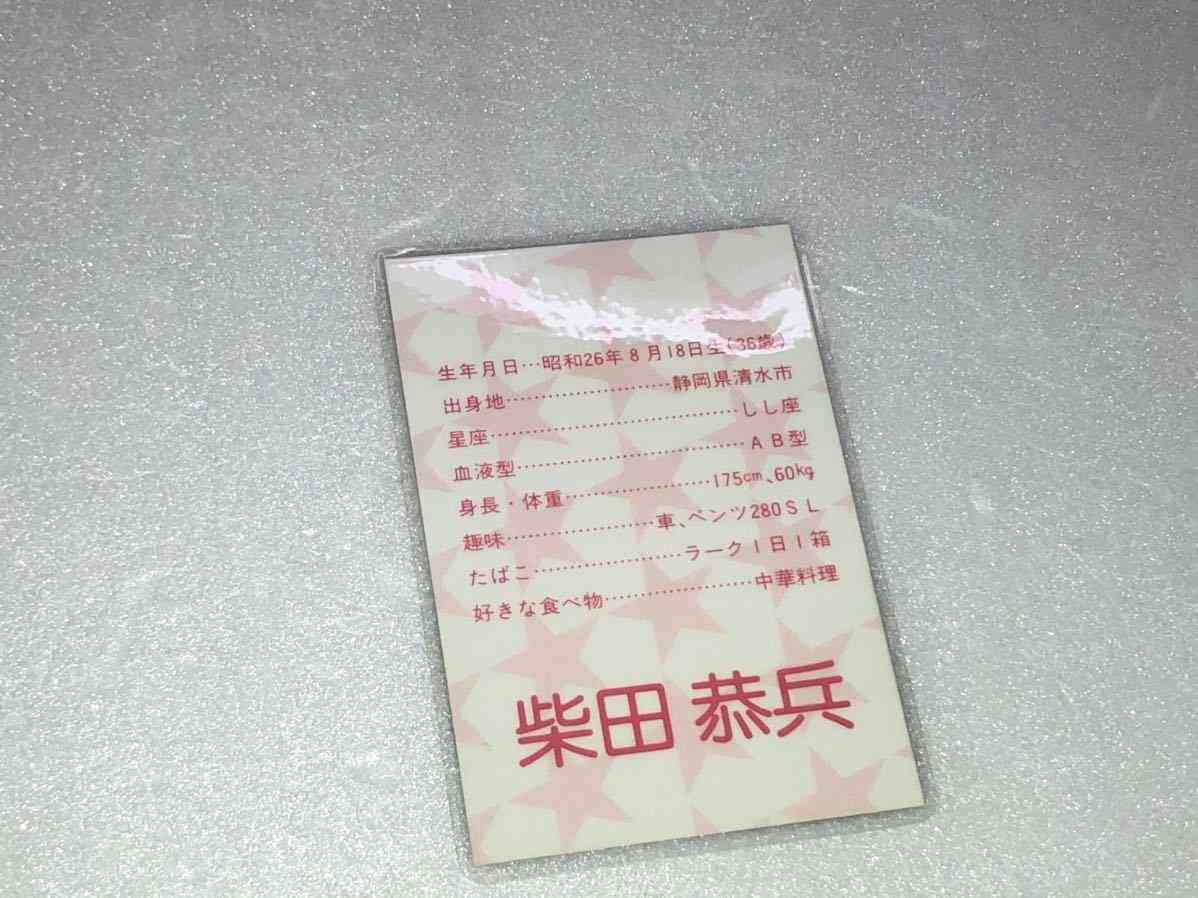 生年月日…昭和26年8月18日生(36歳)
出身地……………………静岡県清水市
星座………………………………しし座
血液型……………………………AB型
身長・体重…………………175cm、60kg
趣味…………………車、ベンツ280SL
たばこ…………………ラーク1日1箱
好きな食べ物…………………中華料理
柴田恭兵